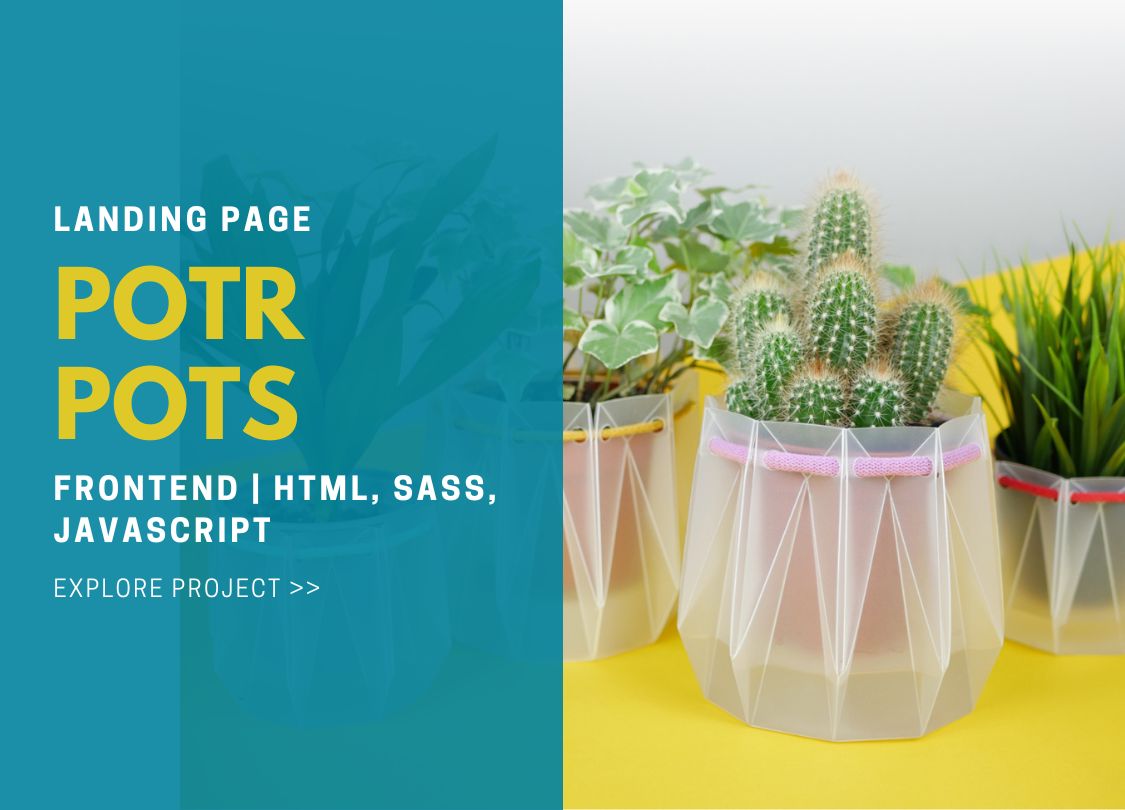 LANDING PAGE
POTR
POTS
FRONTEND | HTML, SASS,
JAVASCRIPT
EXPLORE PROJECT >>